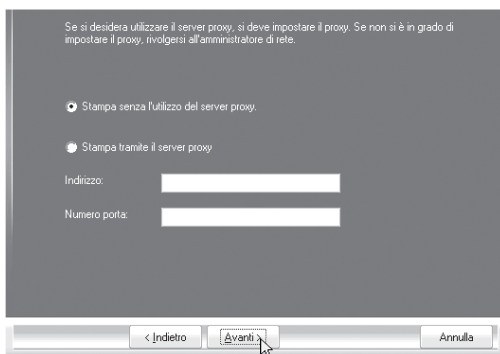 Se si desidera utilizzare il server proxy, si deve impostare il proxy. Se non si è in grado di
impostare il proxy, rivolgersi all'amministratore di rete.
Stampa senza l'utilizzo del server proxy.
Stampa tramite il server proxy
Indirizzo:
Numero porta:
< Indietro
Avanti >
Annulla